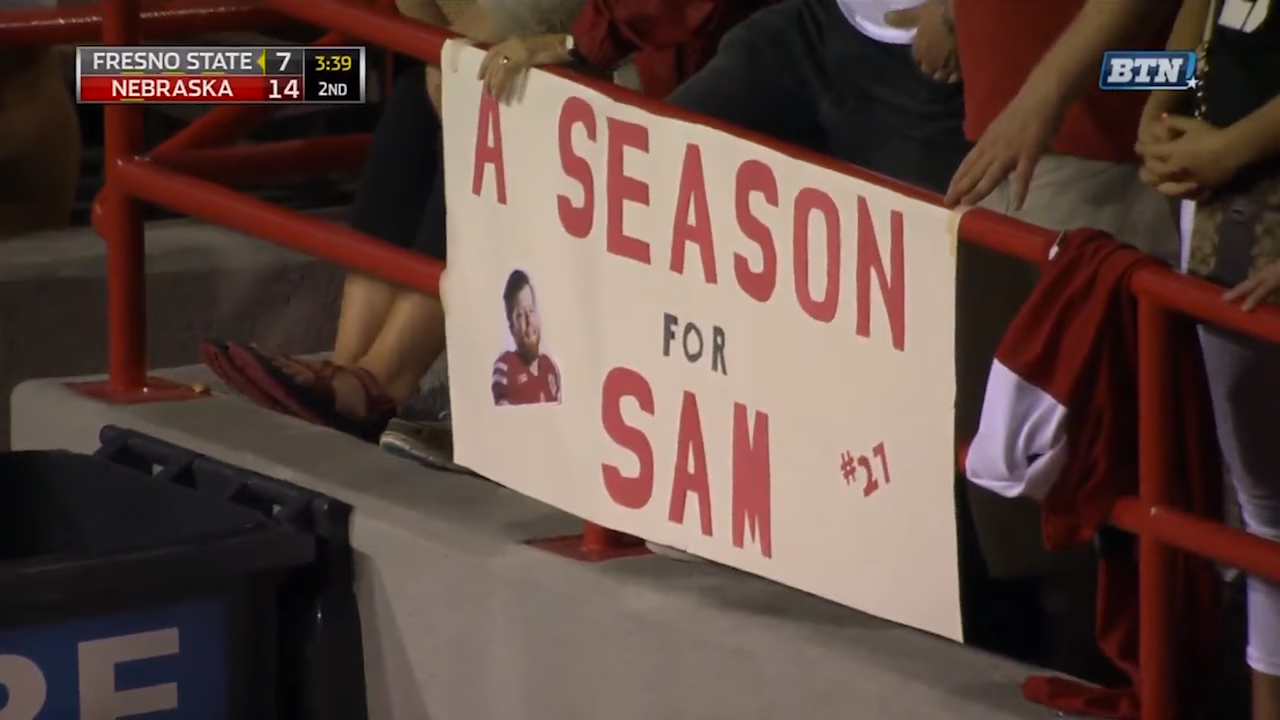 FRESNO STATE 7 3:39
NEBRASKA 14 2ND
BTN
A SEASON
FOR
SAM
#27